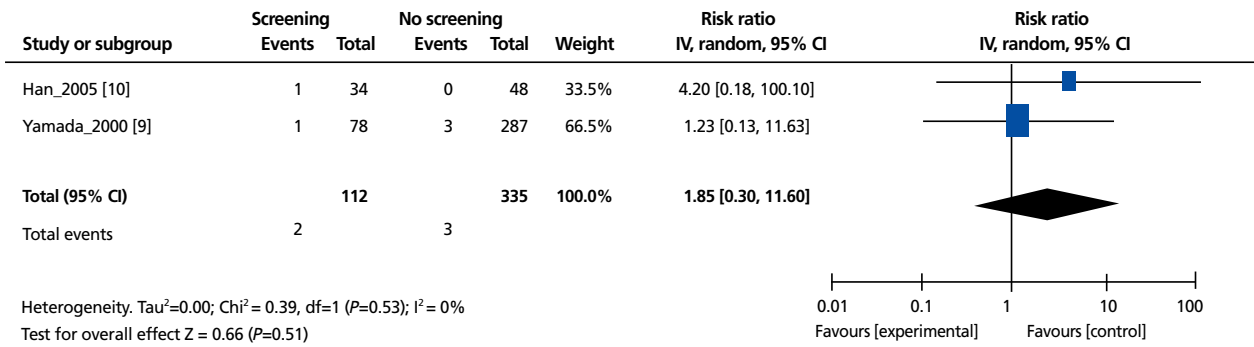 Screening No screening Risk ratio Risk ratio
Study or subgroup Events Total Events Total Weight IV, random, 95% CI IV, random, 95% CI
Han_2005 [10] 1 34 0 48 33.5% 4.20 [0.18, 100.10]
Yamada_2000 [9] 1 78 3 287 66.5% 1.23 [0.13, 11.63]
Total (95% CI) 112 335 100.0% 1.85 [0.30, 11.60]
Total events 2 3
Heterogeneity. Tau²=0.00; Chi² = 0.39, df=1 (P=0.53); I² = 0%
0.01 0.1 1 10 100
Test for overall effect Z = 0.66 (P=0.51)
Favours [experimental] Favours [control]